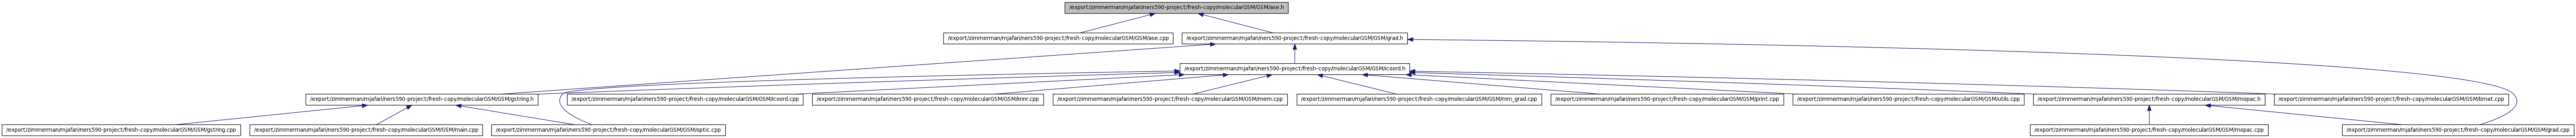 /export/zimmerman/mjafari/ners590-project/fresh-copy/molecularGSM/GSM/ase.h
/export/zimmerman/mjafari/ners590-project/fresh-copy/molecularGSM/GSM/ase.cpp
/export/zimmerman/mjafari/ners590-project/fresh-copy/molecularGSM/GSM/grad.h
/export/zimmerman/mjafari/ners590-project/fresh-copy/molecularGSM/GSM/icoord.h
/export/zimmerman/mjafari/ners590-project/fresh-copy/molecularGSM/GSM/gstring.h
/export/zimmerman/mjafari/ners590-project/fresh-copy/molecularGSM/GSM/icoord.cpp
/export/zimmerman/mjafari/ners590-project/fresh-copy/molecularGSM/GSM/knnr.cpp
/export/zimmerman/mjafari/ners590-project/fresh-copy/molecularGSM/GSM/mem.cpp
/export/zimmerman/mjafari/ners590-project/fresh-copy/molecularGSM/GSM/mm_grad.cpp
/export/zimmerman/mjafari/ners590-project/fresh-copy/molecularGSM/GSM/print.cpp
/export/zimmerman/mjafari/ners590-project/fresh-copy/molecularGSM/GSM/utils.cpp
/export/zimmerman/mjafari/ners590-project/fresh-copy/molecularGSM/GSM/mopac.h
/export/zimmerman/mjafari/ners590-project/fresh-copy/molecularGSM/GSM/bmat.cpp
/export/zimmerman/mjafari/ners590-project/fresh-copy/molecularGSM/GSM/gstring.cpp
/export/zimmerman/mjafari/ners590-project/fresh-copy/molecularGSM/GSM/main.cpp
/export/zimmerman/mjafari/ners590-project/fresh-copy/molecularGSM/GSM/optic.cpp
/export/zimmerman/mjafari/ners590-project/fresh-copy/molecularGSM/GSM/mopac.cpp
/export/zimmerman/mjafari/ners590-project/fresh-copy/molecularGSM/GSM/grad.cpp